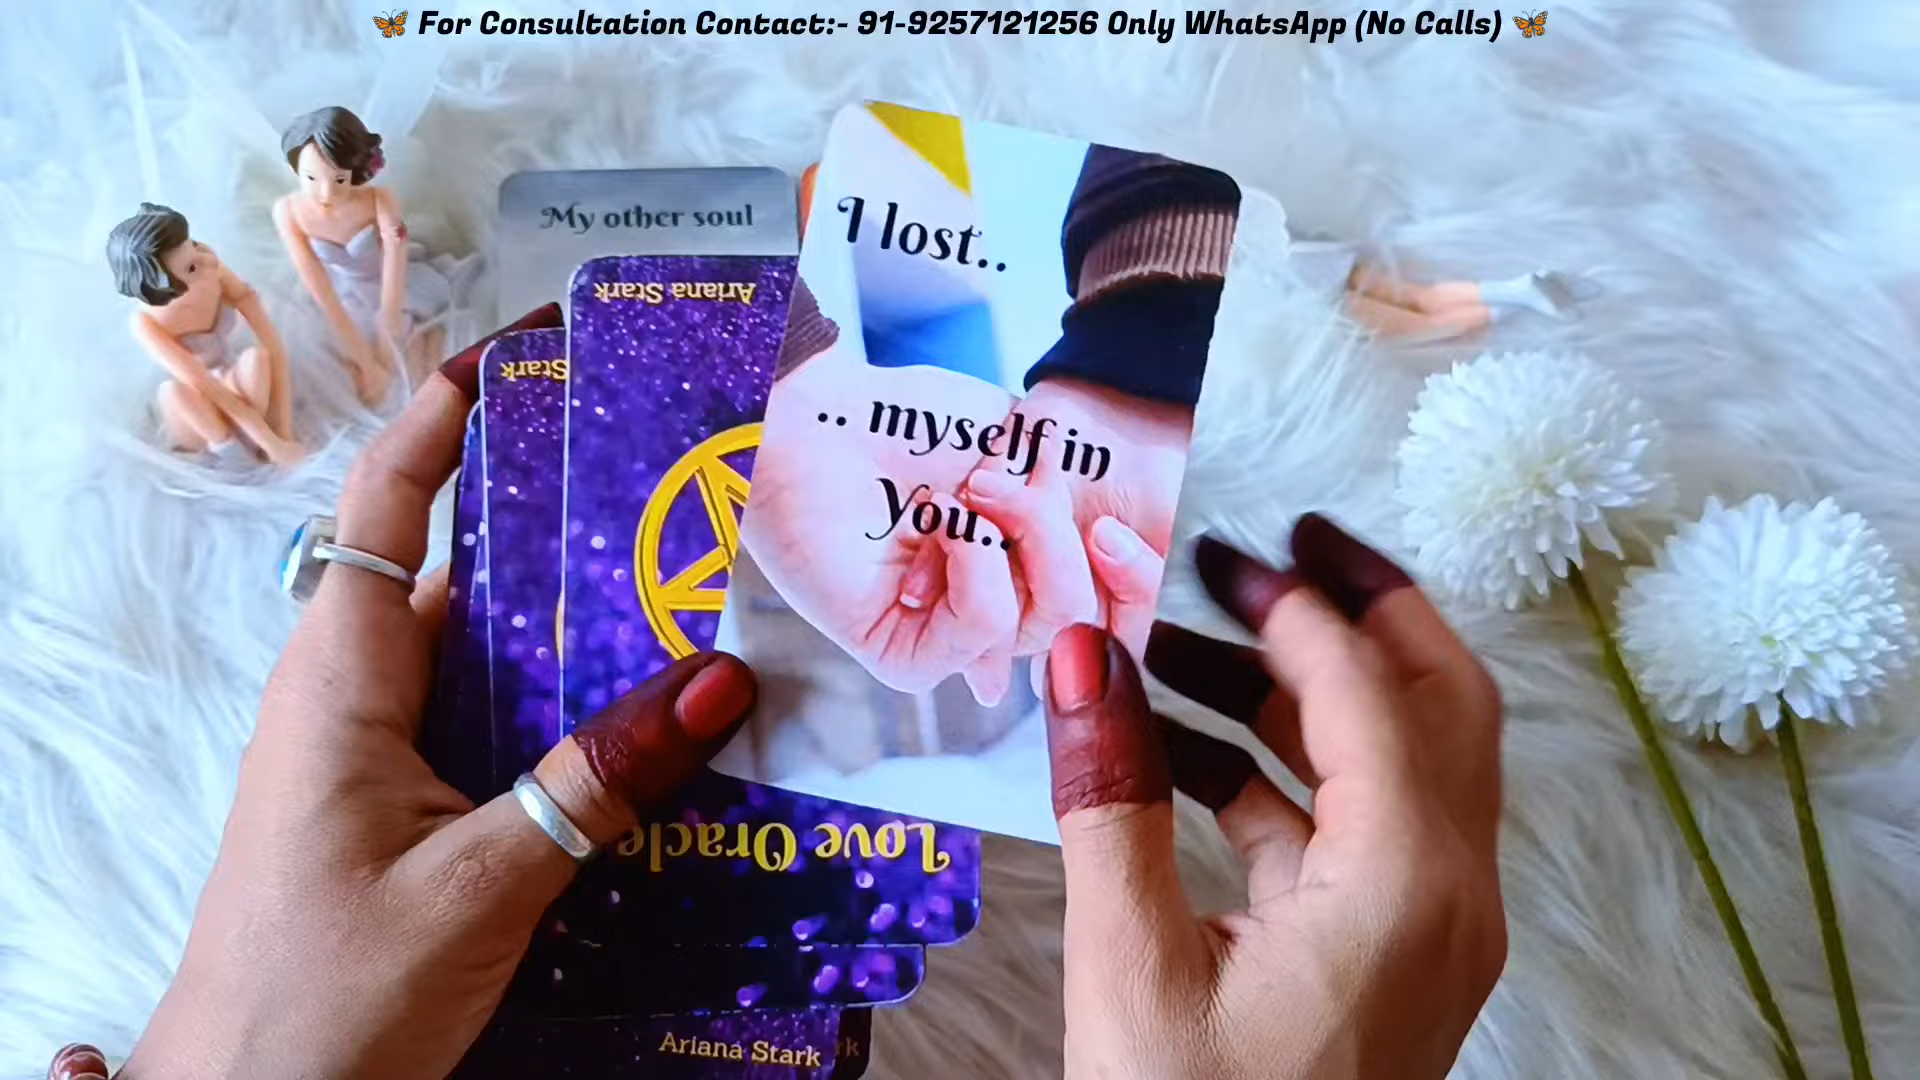 🦋 For Consultation Contact:- 91-9257121256 Only WhatsApp (No Calls) 🦋
My other soul
I lost..
.. myself in
You..
Ariana Stark
Stark
Love Oracle
Ariana Stark
rk